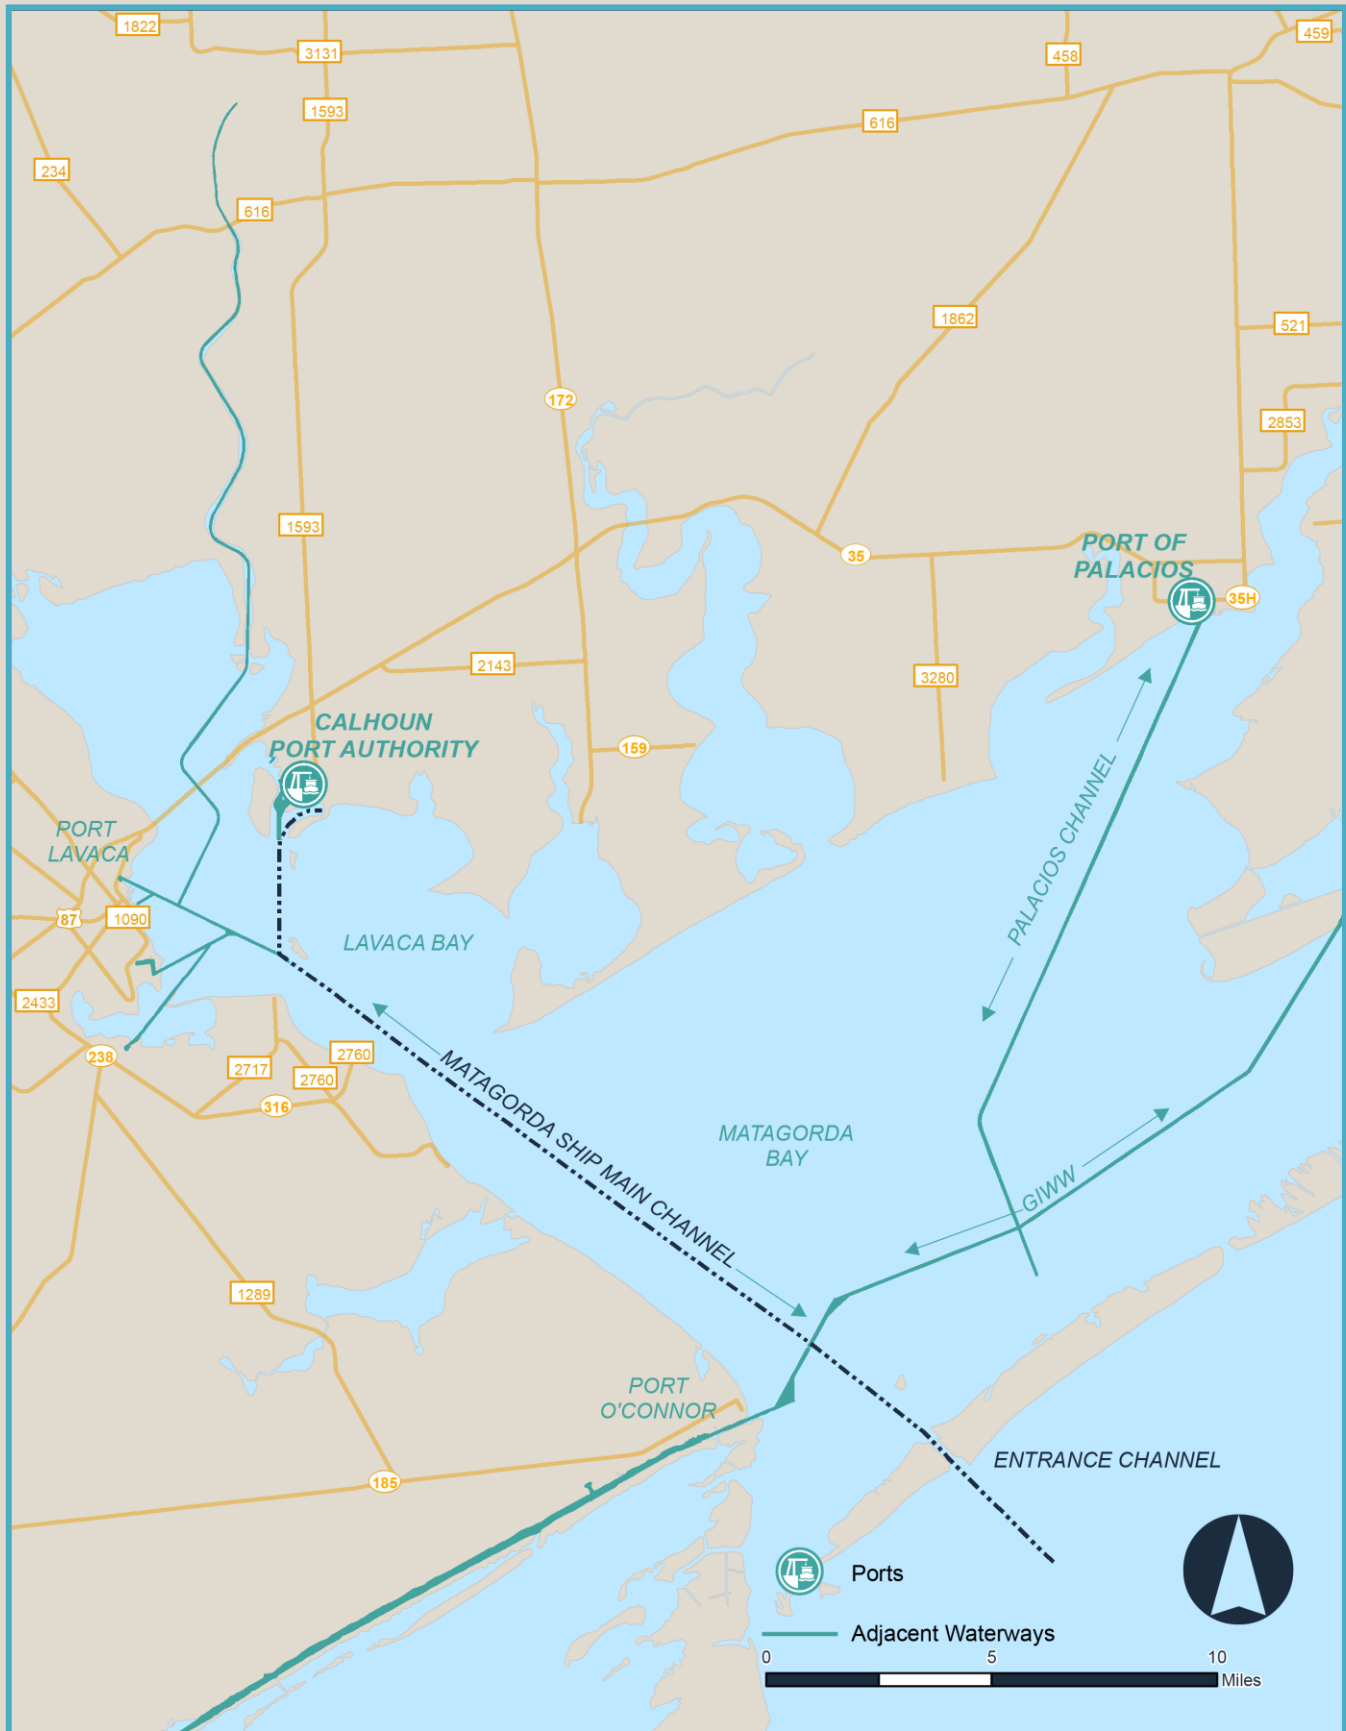 1822
3131
458
459
1593
616
234
616
1862
521
172
2853
1593
35
PORT OF
PALACIOS
35H
2143
3280
CALHOUN
PORT AUTHORITY
159
PALACIOS CHANNEL
PORT
LAVACA
87
1090
LAVACA BAY
2433
238
2717
2760
2760
316
MATAGORDA SHIP MAIN CHANNEL
MATAGORDA
BAY
GIWW
1289
PORT
O'CONNOR
185
ENTRANCE CHANNEL
Ports
Adjacent Waterways
0 5 10
Miles